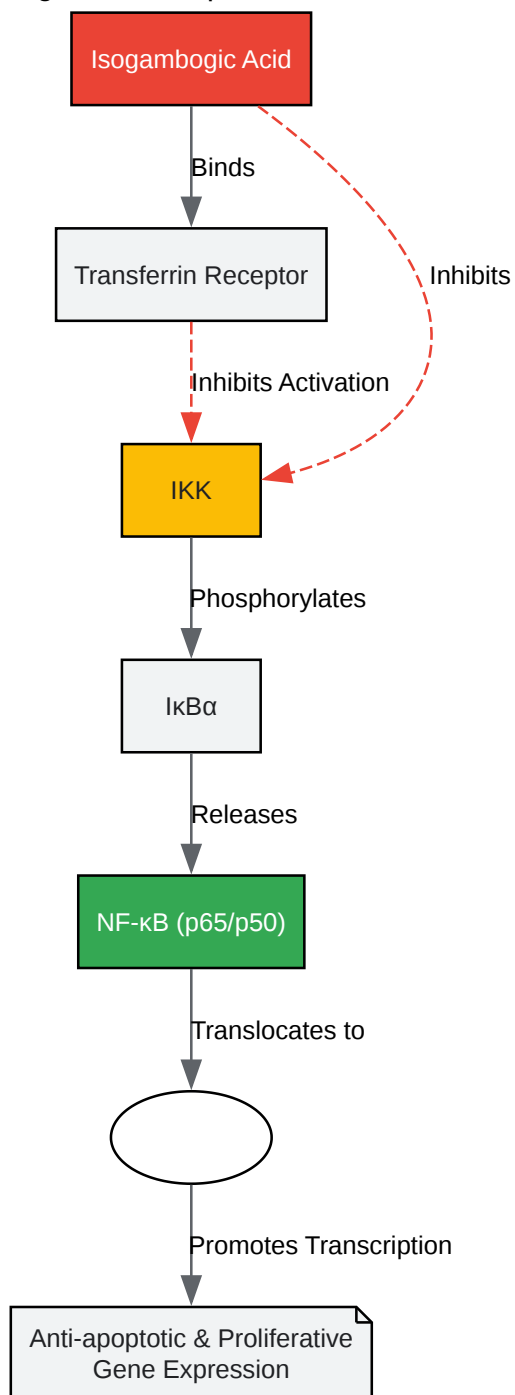 Isogambogic Acid
Binds
Transferrin Receptor
Inhibits
Inhibits Activation
IKK
Phosphorylates
IκBα
Releases
NF-κB (p65/p50)
Translocates to
Promotes Transcription
Anti-apoptotic & Proliferative
Gene Expression